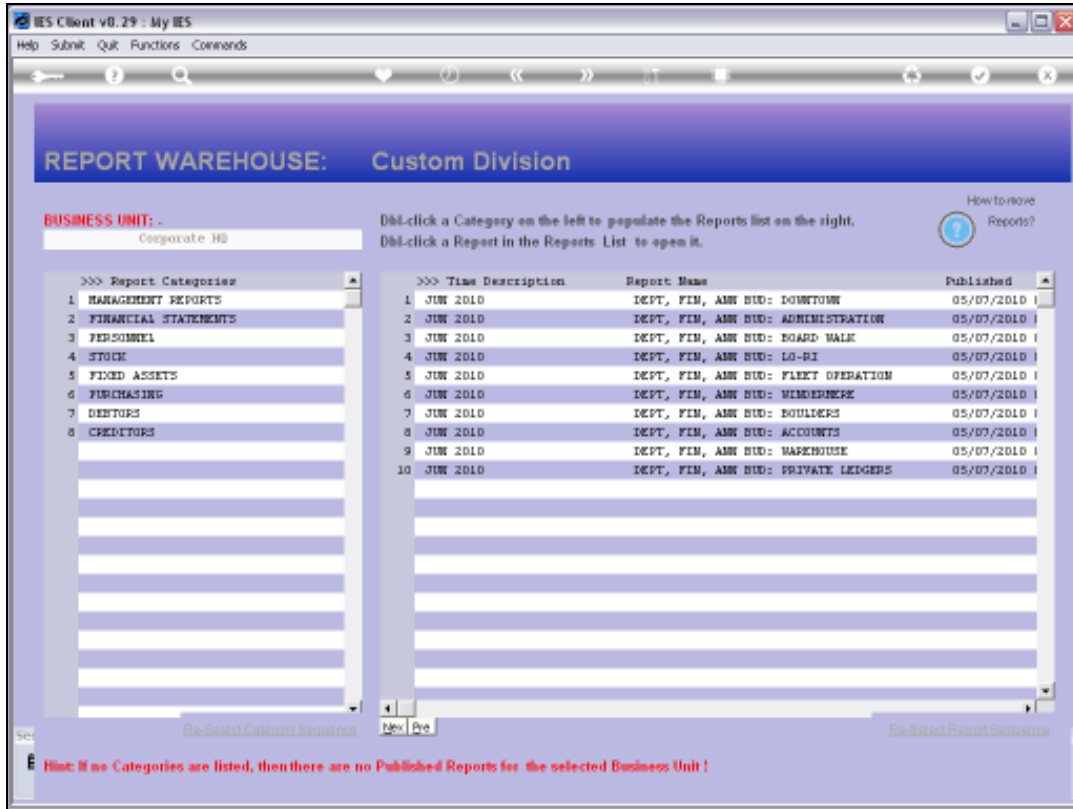 IES Client v8.29 : My IES
Help Submit Quit Functions Commands
REPORT WAREHOUSE: Custom Division
How to move
Reports?
BUSINESS UNIT: -
Corporate HQ
Dbl-click a Category on the left to populate the Reports list on the right.
Dbl-click a Report in the Reports List to open it.
>>> Report Categories
1 MANAGEMENT REPORTS
2 FINANCIAL STATEMENTS
3 PERSONNEL
4 STOCK
5 FIXED ASSETS
6 PURCHASING
7 DEBTORS
8 CREDITORS
>>> Time Description Report Name Published
1 JUN 2010 DEPT, FIN, ANN BUD: DOWNTOWN 05/07/2010
2 JUN 2010 DEPT, FIN, ANN BUD: ADMINISTRATION 05/07/2010
3 JUN 2010 DEPT, FIN, ANN BUD: BOARD WALK 05/07/2010
4 JUN 2010 DEPT, FIN, ANN BUD: LO-RI 05/07/2010
5 JUN 2010 DEPT, FIN, ANN BUD: FLEET OPERATION 05/07/2010
6 JUN 2010 DEPT, FIN, ANN BUD: WINDERMERE 05/07/2010
7 JUN 2010 DEPT, FIN, ANN BUD: BOULDERS 05/07/2010
8 JUN 2010 DEPT, FIN, ANN BUD: ACCOUNTS 05/07/2010
9 JUN 2010 DEPT, FIN, ANN BUD: WAREHOUSE 05/07/2010
10 JUN 2010 DEPT, FIN, ANN BUD: PRIVATE LEDGERS 05/07/2010
Re-Select Category Sequence
Nex Pre
Re-Select Report Sequence
Hint: If no Categories are listed, then there are no Published Reports for the selected Business Unit !